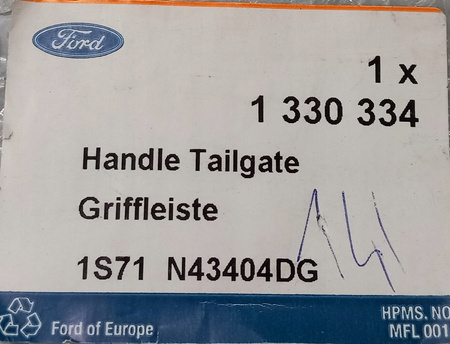 Ford
1 x
1 330 334
Handle Tailgate
Griffleiste
1S71 N43404DG
Ford of Europe
HPMS. NO
MFL 001